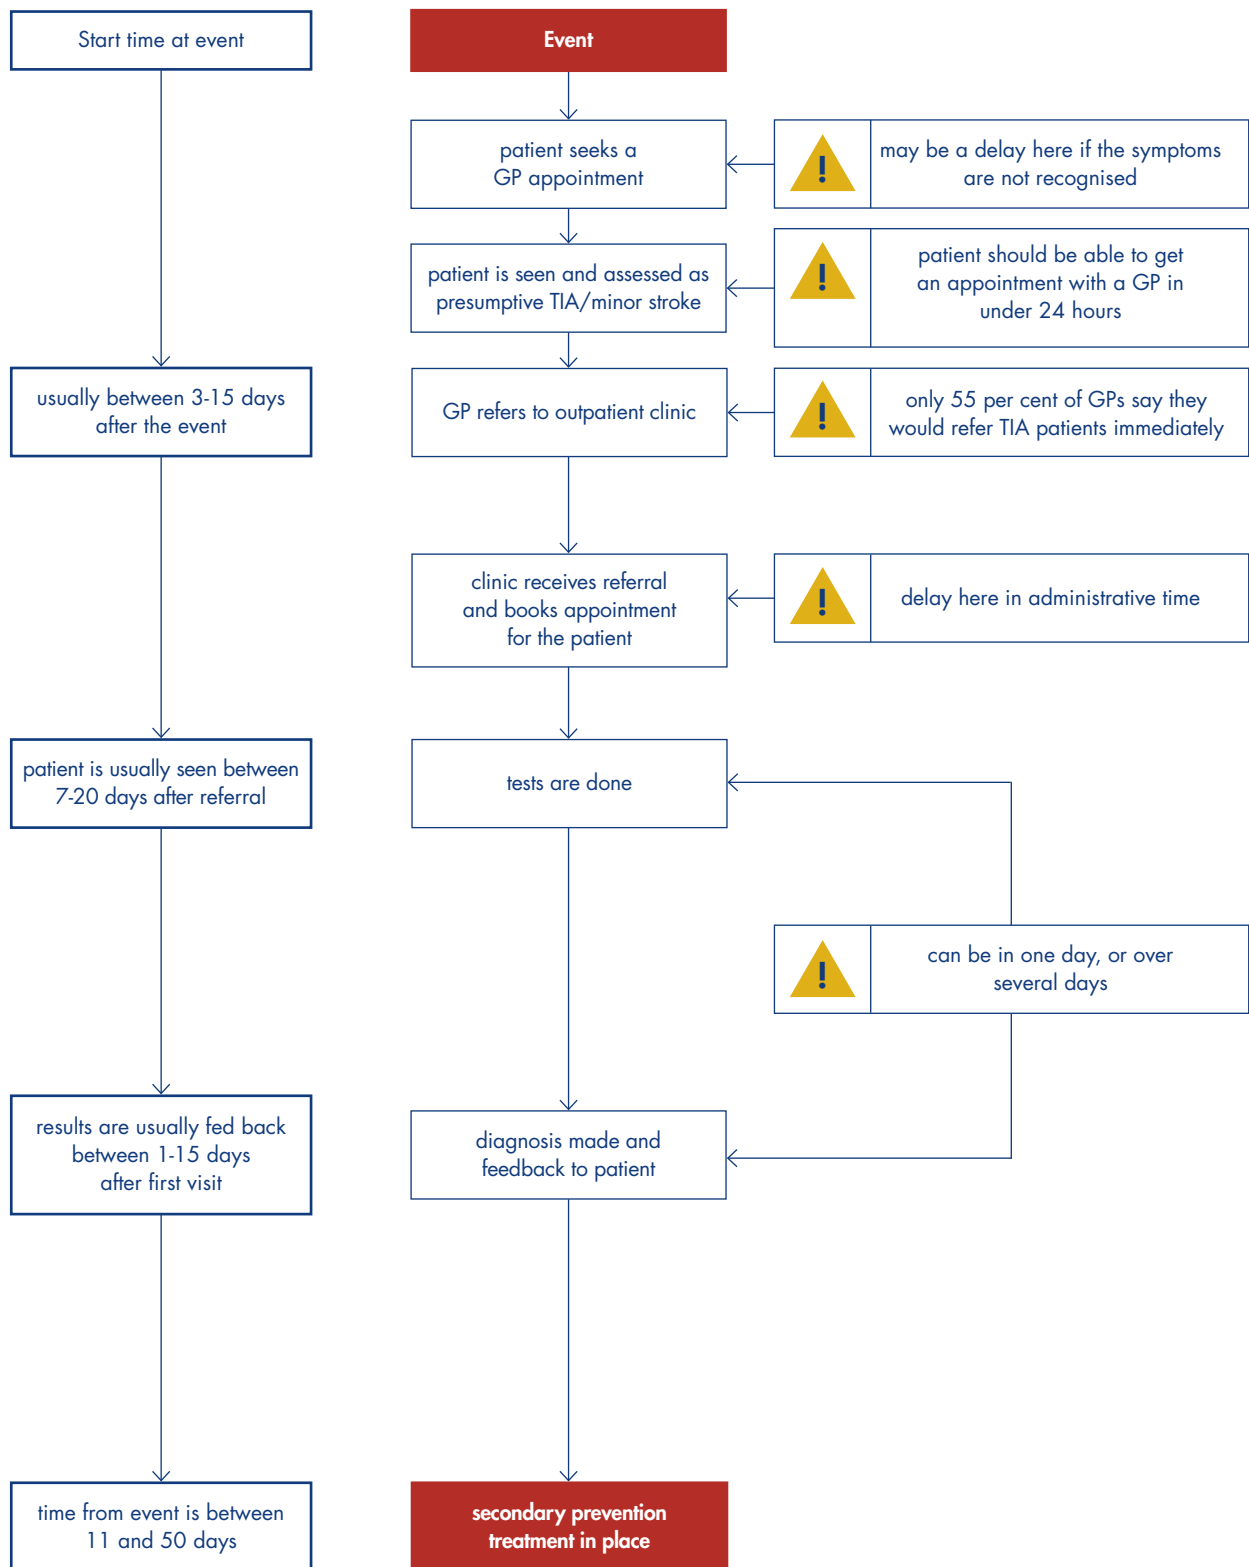 Start time at event
Event
patient seeks a
GP appointment
!
may be a delay here if the symptoms
are not recognised
patient is seen and assessed as
presumptive TIA/minor stroke
!
patient should be able to get
an appointment with a GP in
under 24 hours
usually between 3-15 days
after the event
GP refers to outpatient clinic
!
only 55 per cent of GPs say they
would refer TIA patients immediately
clinic receives referral
and books appointment
for the patient
!
delay here in administrative time
patient is usually seen between
7-20 days after referral
tests are done
!
can be in one day, or over
several days
results are usually fed back
between 1-15 days
after first visit
diagnosis made and
feedback to patient
time from event is between
11 and 50 days
secondary prevention
treatment in place